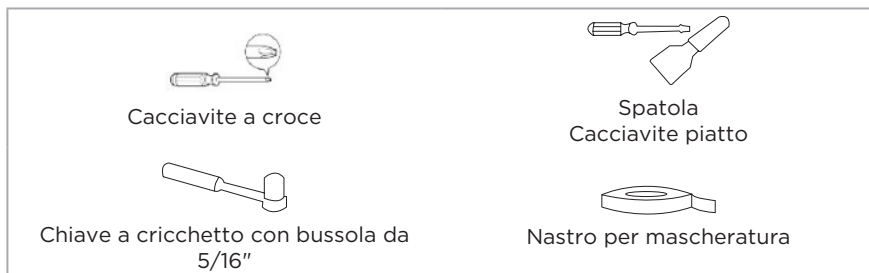 Cacciavite a croce
Spatola
Cacciavite piatto
Chiave a cricchetto con bussola da
5/16"
Nastro per mascheratura